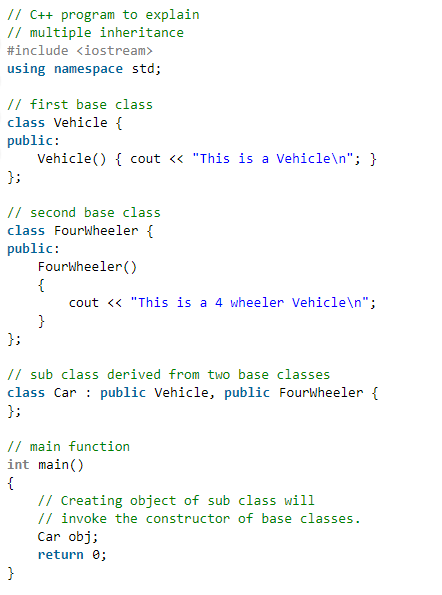 // C++ program to explain
// multiple inheritance
#include <iostream>
using namespace std;

// first base class
class Vehicle {
public:
    Vehicle() { cout << "This is a Vehicle\n"; }
};

// second base class
class FourWheeler {
public:
    FourWheeler()
    {
        cout << "This is a 4 wheeler Vehicle\n";
    }
};

// sub class derived from two base classes
class Car : public Vehicle, public FourWheeler {
};

// main function
int main()
{
    // Creating object of sub class will
    // invoke the constructor of base classes.
    Car obj;
    return 0;
}